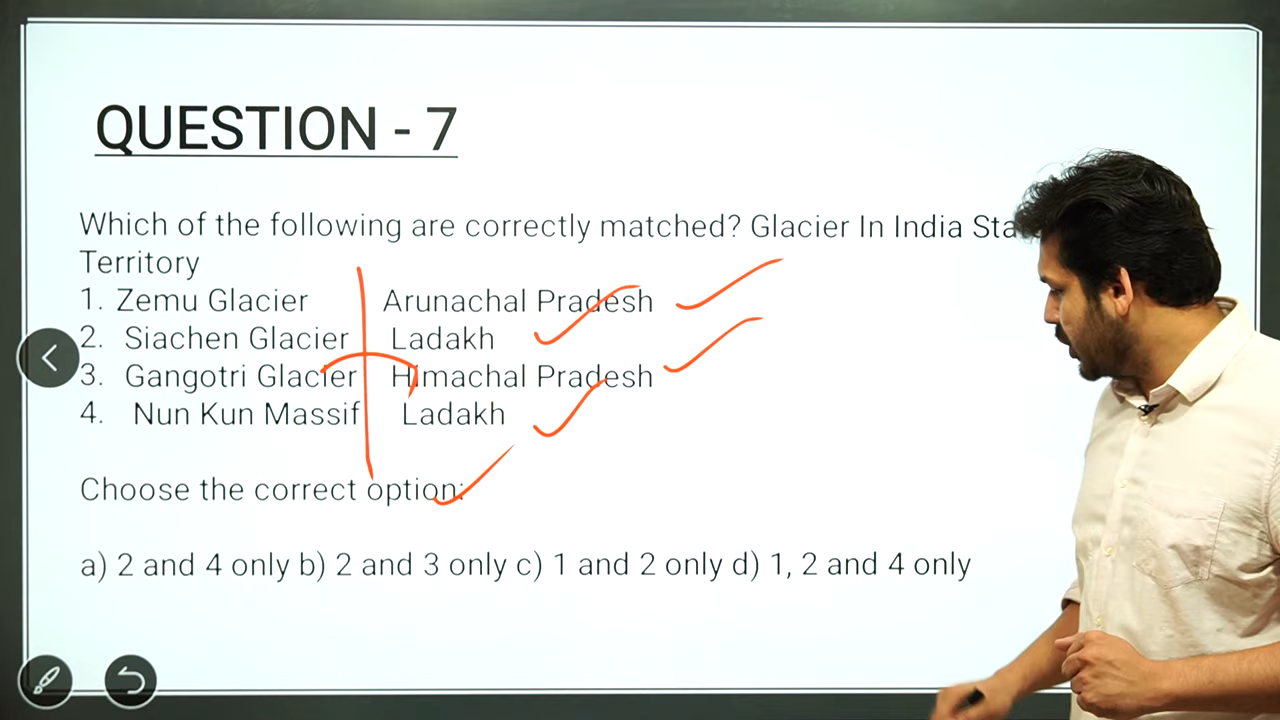 QUESTION - 7
Which of the following are correctly matched? Glacier In India
Territory
1. Zemu Glacier Arunachal Pradesh
2. Siachen Glacier Ladakh
3. Gangotri Glacier Himachal Pradesh
4. Nun Kun Massif Ladakh
Choose the correct option:
a) 2 and 4 only b) 2 and 3 only c) 1 and 2 only d) 1, 2 and 4 only